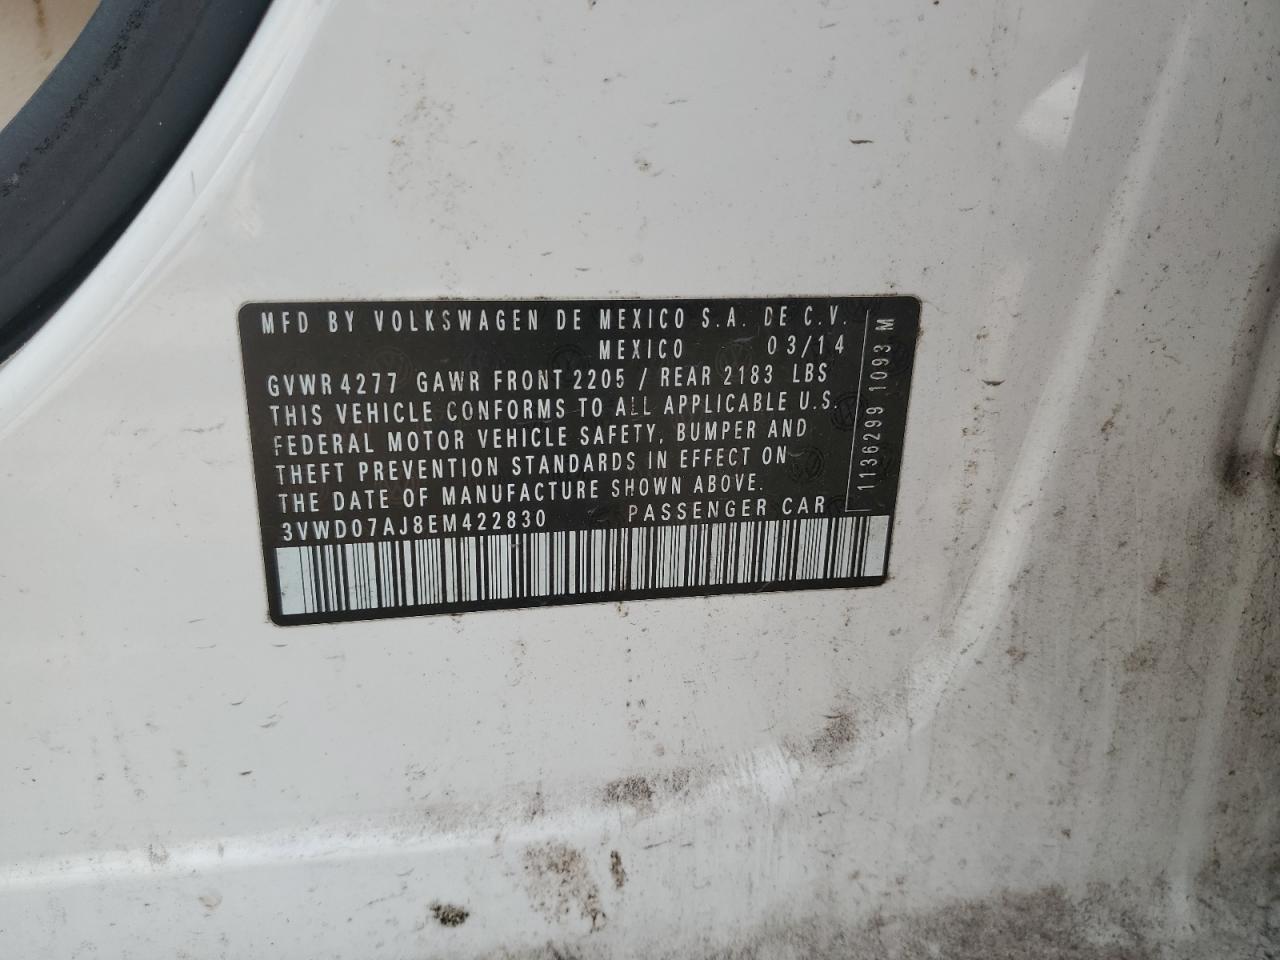 MFD BY VOLKSWAGEN DE MEXICO S.A. DE C.V.
MEXICO 03/14
GVWR 4277 GAWR FRONT 2205 / REAR 2183 LBS
THIS VEHICLE CONFORMS TO ALL APPLICABLE U.S.
FEDERAL MOTOR VEHICLE SAFETY, BUMPER AND
THEFT PREVENTION STANDARDS IN EFFECT ON
THE DATE OF MANUFACTURE SHOWN ABOVE.
3VWD07AJ8EM422830 PASSENGER CAR
1136299 1093 M